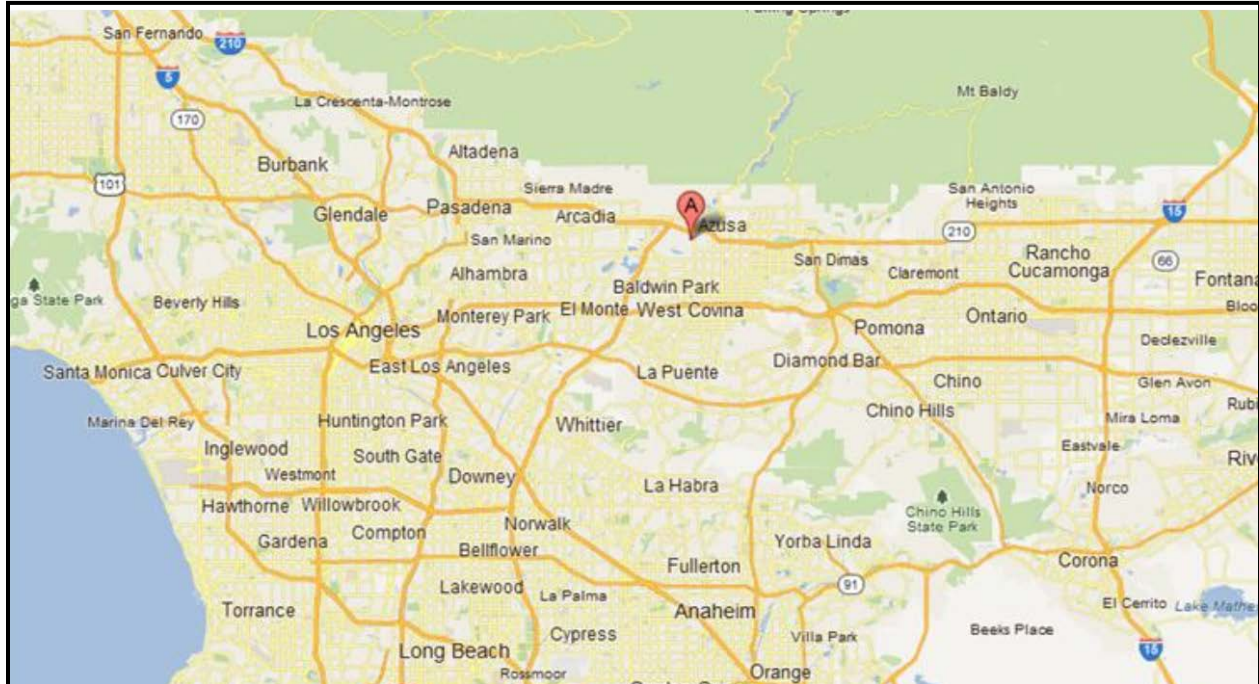 San Fernando
210
5
La Crescenta-Montrose
Mt Baldy
170
Burbank
Altadena
101
Sierra Madre
San Antonio
Heights
Glendale
Pasadena
Arcadia
A
Azusa
15
210
San Marino
San Dimas
Rancho
Cucamonga
66
Alhambra
Claremont
Baldwin Park
State Park
Beverly Hills
El Monte
West Covina
Monterey Park
Ontario
Los Angeles
Pomona
Declezville
Santa Monica
Culver City
East Los Angeles
La Puente
Diamond Bar
Chino
Glen Avon
Marina Del Rey
Huntington Park
Whittier
Chino Hills
Mira Loma
Inglewood
South Gate
Eastvale
Westmont
Downey
La Habra
Norco
Hawthorne
Willowbrook
Chino Hills
State Park
Compton
Norwalk
Gardena
Bellflower
Yorba Linda
Fullerton
Corona
Lakewood
91
La Palma
Torrance
Anaheim
El Cerrito
Cypress
Villa Park
Beeks Place
Long Beach
15
Rossmoor
Orange